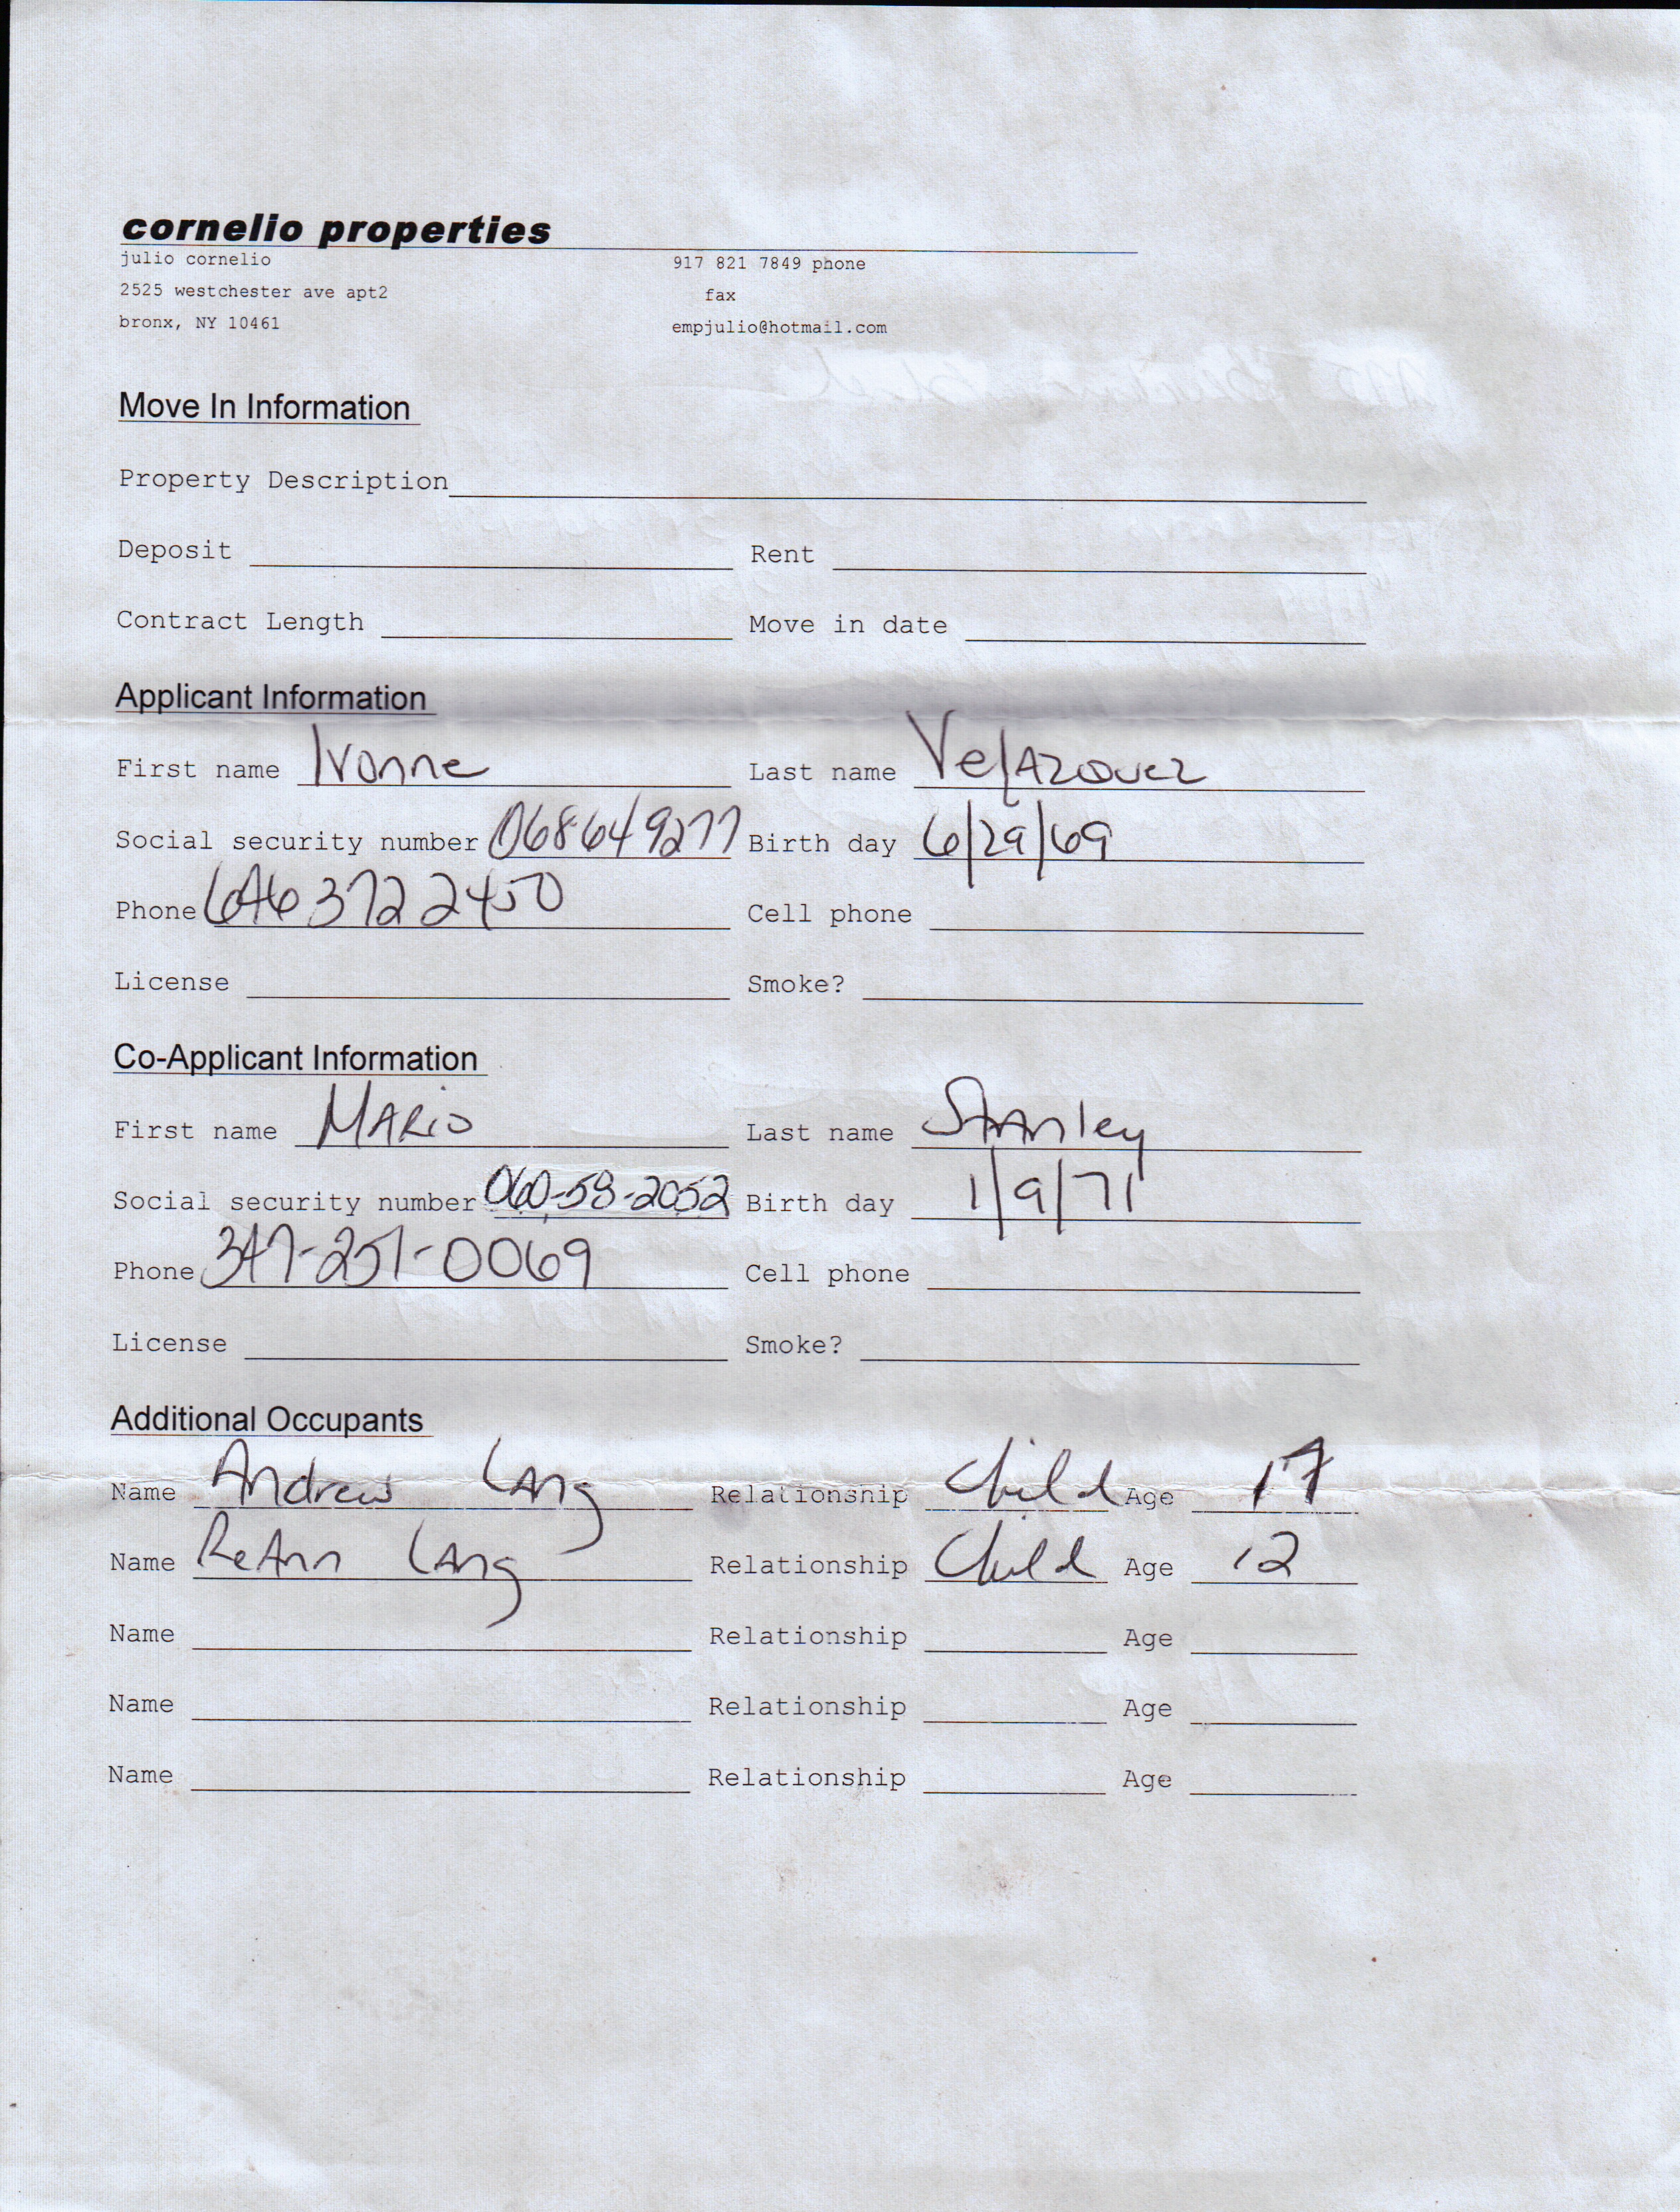 cornelio properties
julio cornelio 917 821 7849 phone
2525 westchester ave apt2 fax
bronx, NY 10461 empjulio@hotmail.com
Move In Information
Property Description
Deposit Rent
Contract Length Move in date
Applicant Information
First name Ivonne Last name Velazquez
Social security number 068649277 Birth day 6/29/69
Phone 646 372 2450 Cell phone
License Smoke?
Co-Applicant Information
First name Mario Last name Stanley
Social security number 060-58-2052 Birth day 1/9/71
Phone 347-251-0069 Cell phone
License Smoke?
Additional Occupants
Name Andrew Lang Relationship Child Age 17
Name ReAnn Lang Relationship Child Age 12
Name Relationship Age
Name Relationship Age
Name Relationship Age